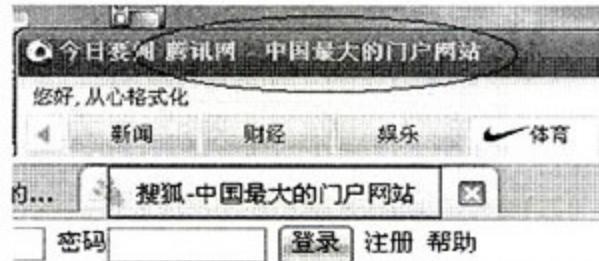 今日要闻 腾讯网 - 中国最大的门户网站
您好,从心格式化
新闻 财经 娱乐 体育
的... 搜狐-中国最大的门户网站
密码 登录 注册 帮助